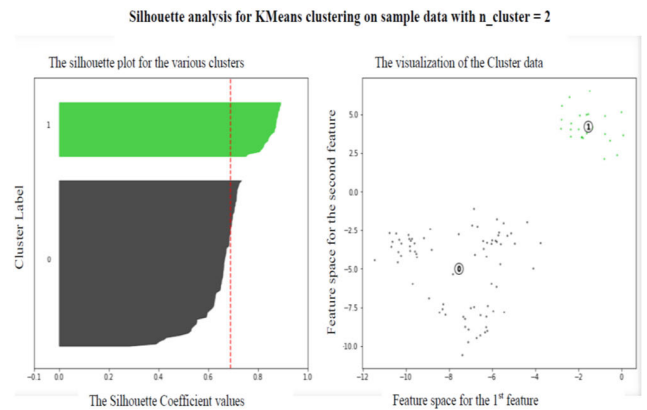 Silhouette analysis for KMeans clustering on sample data with n_cluster = 2
The silhouette plot for the various clusters
The visualization of the Cluster data
Cluster Label
1
0
-0.1 0.0 0.2 0.4 0.6 0.8 1.0
The Silhouette Coefficient values
Feature space for the second feature
5.0
2.5
0.0
-2.5
-5.0
-7.5
-10.0
1
0
-12 -10 -8 -6 -4 -2 0
Feature space for the 1st feature